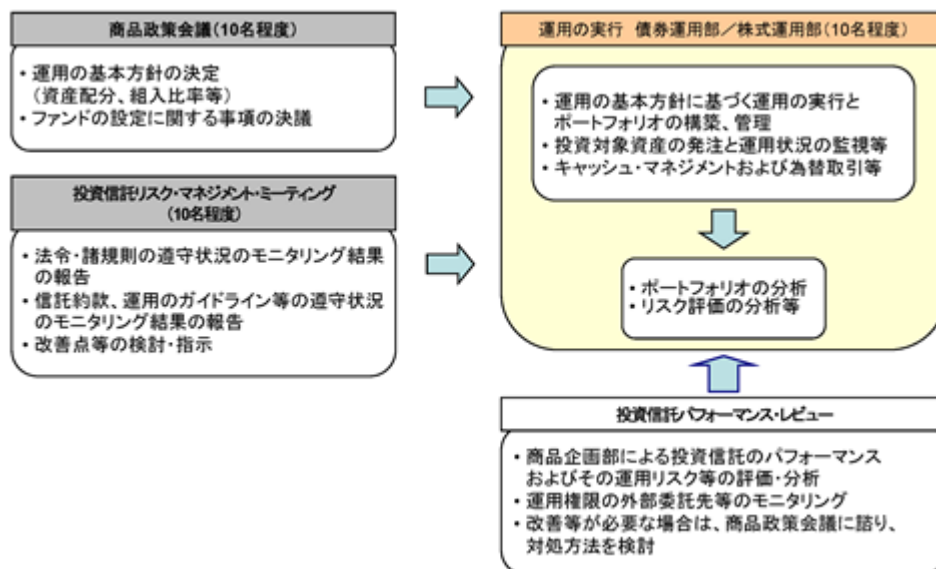 商品政策会議(10名程度)
・運用の基本方針の決定
(資産配分、組入比率等)
・ファンドの設定に関する事項の決議
投資信託リスク・マネジメント・ミーティング
(10名程度)
・法令・諸規則の遵守状況のモニタリング結果
の報告
・信託約款、運用のガイドライン等の遵守状況
のモニタリング結果の報告
・改善点等の検討・指示
運用の実行 債券運用部/株式運用部(10名程度)
・運用の基本方針に基づく運用の実行と
ポートフォリオの構築、管理
・投資対象資産の発注と運用状況の監視等
・キャッシュ・マネジメントおよび為替取引等
・ポートフォリオの分析
・リスク評価の分析等
投資信託パフォーマンス・レビュー
・商品企画部による投資信託のパフォーマンス
およびその運用リスク等の評価・分析
・運用権限の外部委託先等のモニタリング
・改善等が必要な場合は、商品政策会議に諮り、
対処方法を検討